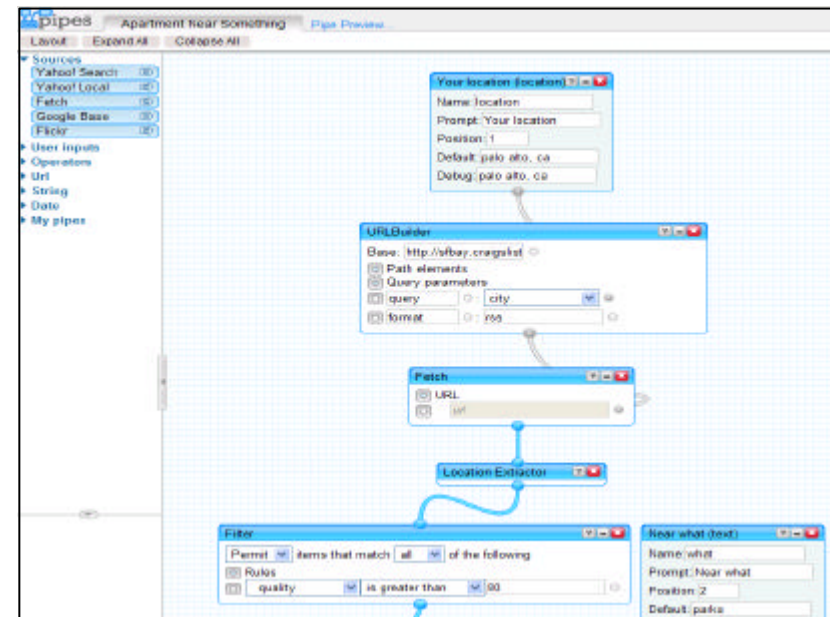 pipes Apartment Near Something Pipe Preview...
Layout Expand All Collapse All
Sources
Yahoo! Search
Yahoo! Local
Fetch
Google Base
Flickr
User inputs
Operators
Url
String
Date
My pipes
Your location (location) ?
Name: location
Prompt: Your location
Position: 1
Default: palo alto, ca
Debug: palo alto, ca
URLBuilder ?
Base: http://sfbay.craigslist
Path elements
Query parameters
query : city
format : rss
Fetch ?
URL
url
Location Extractor ?
Filter ?
Permit items that match all of the following
Rules
quality is greater than 80
Near what (text) ?
Name: what
Prompt: Near what
Position: 2
Default: parks